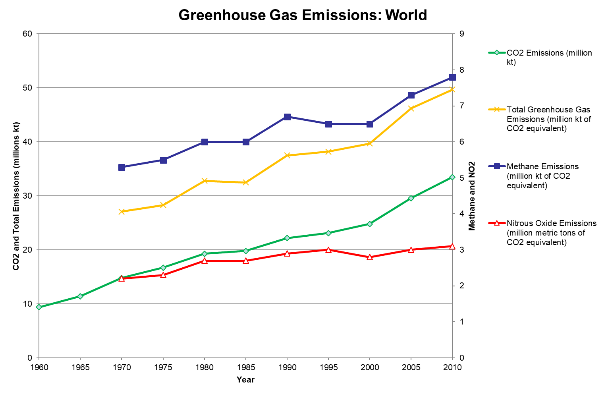 Greenhouse Gas Emissions: World
60
50
40
30
20
10
0
CO2 and Total Emissions (millions kt)
9
8
7
6
5
4
3
2
1
0
Methane and NO2
1960 1965 1970 1975 1980 1985 1990 1995 2000 2005 2010
Year
CO2 Emissions (million
kt)
Total Greenhouse Gas
Emissions (million kt of
CO2 equivalent)
Methane Emissions
(million kt of CO2
equivalent)
Nitrous Oxide Emissions
(million metric tons of
CO2 equivalent)